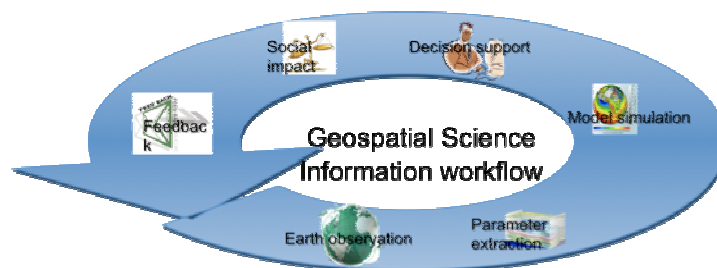 Social
impact
Decision support
Feedbac
k
Model simulation
Geospatial Science
Information workflow
Earth observation
Parameter
extraction